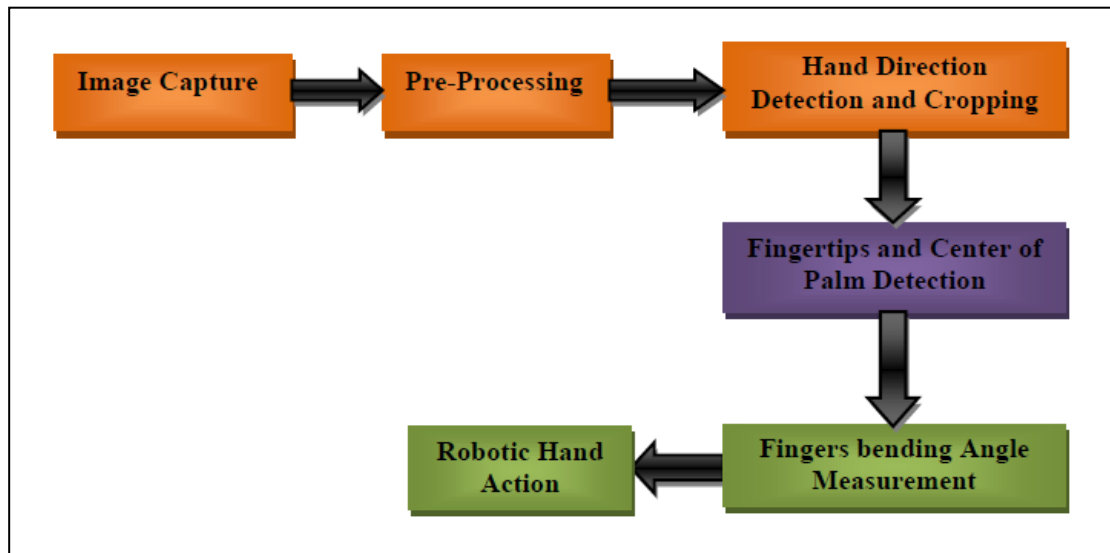 Image Capture
Pre-Processing
Hand Direction
Detection and Cropping
Fingertips and Center of
Palm Detection
Fingers bending Angle
Measurement
Robotic Hand
Action